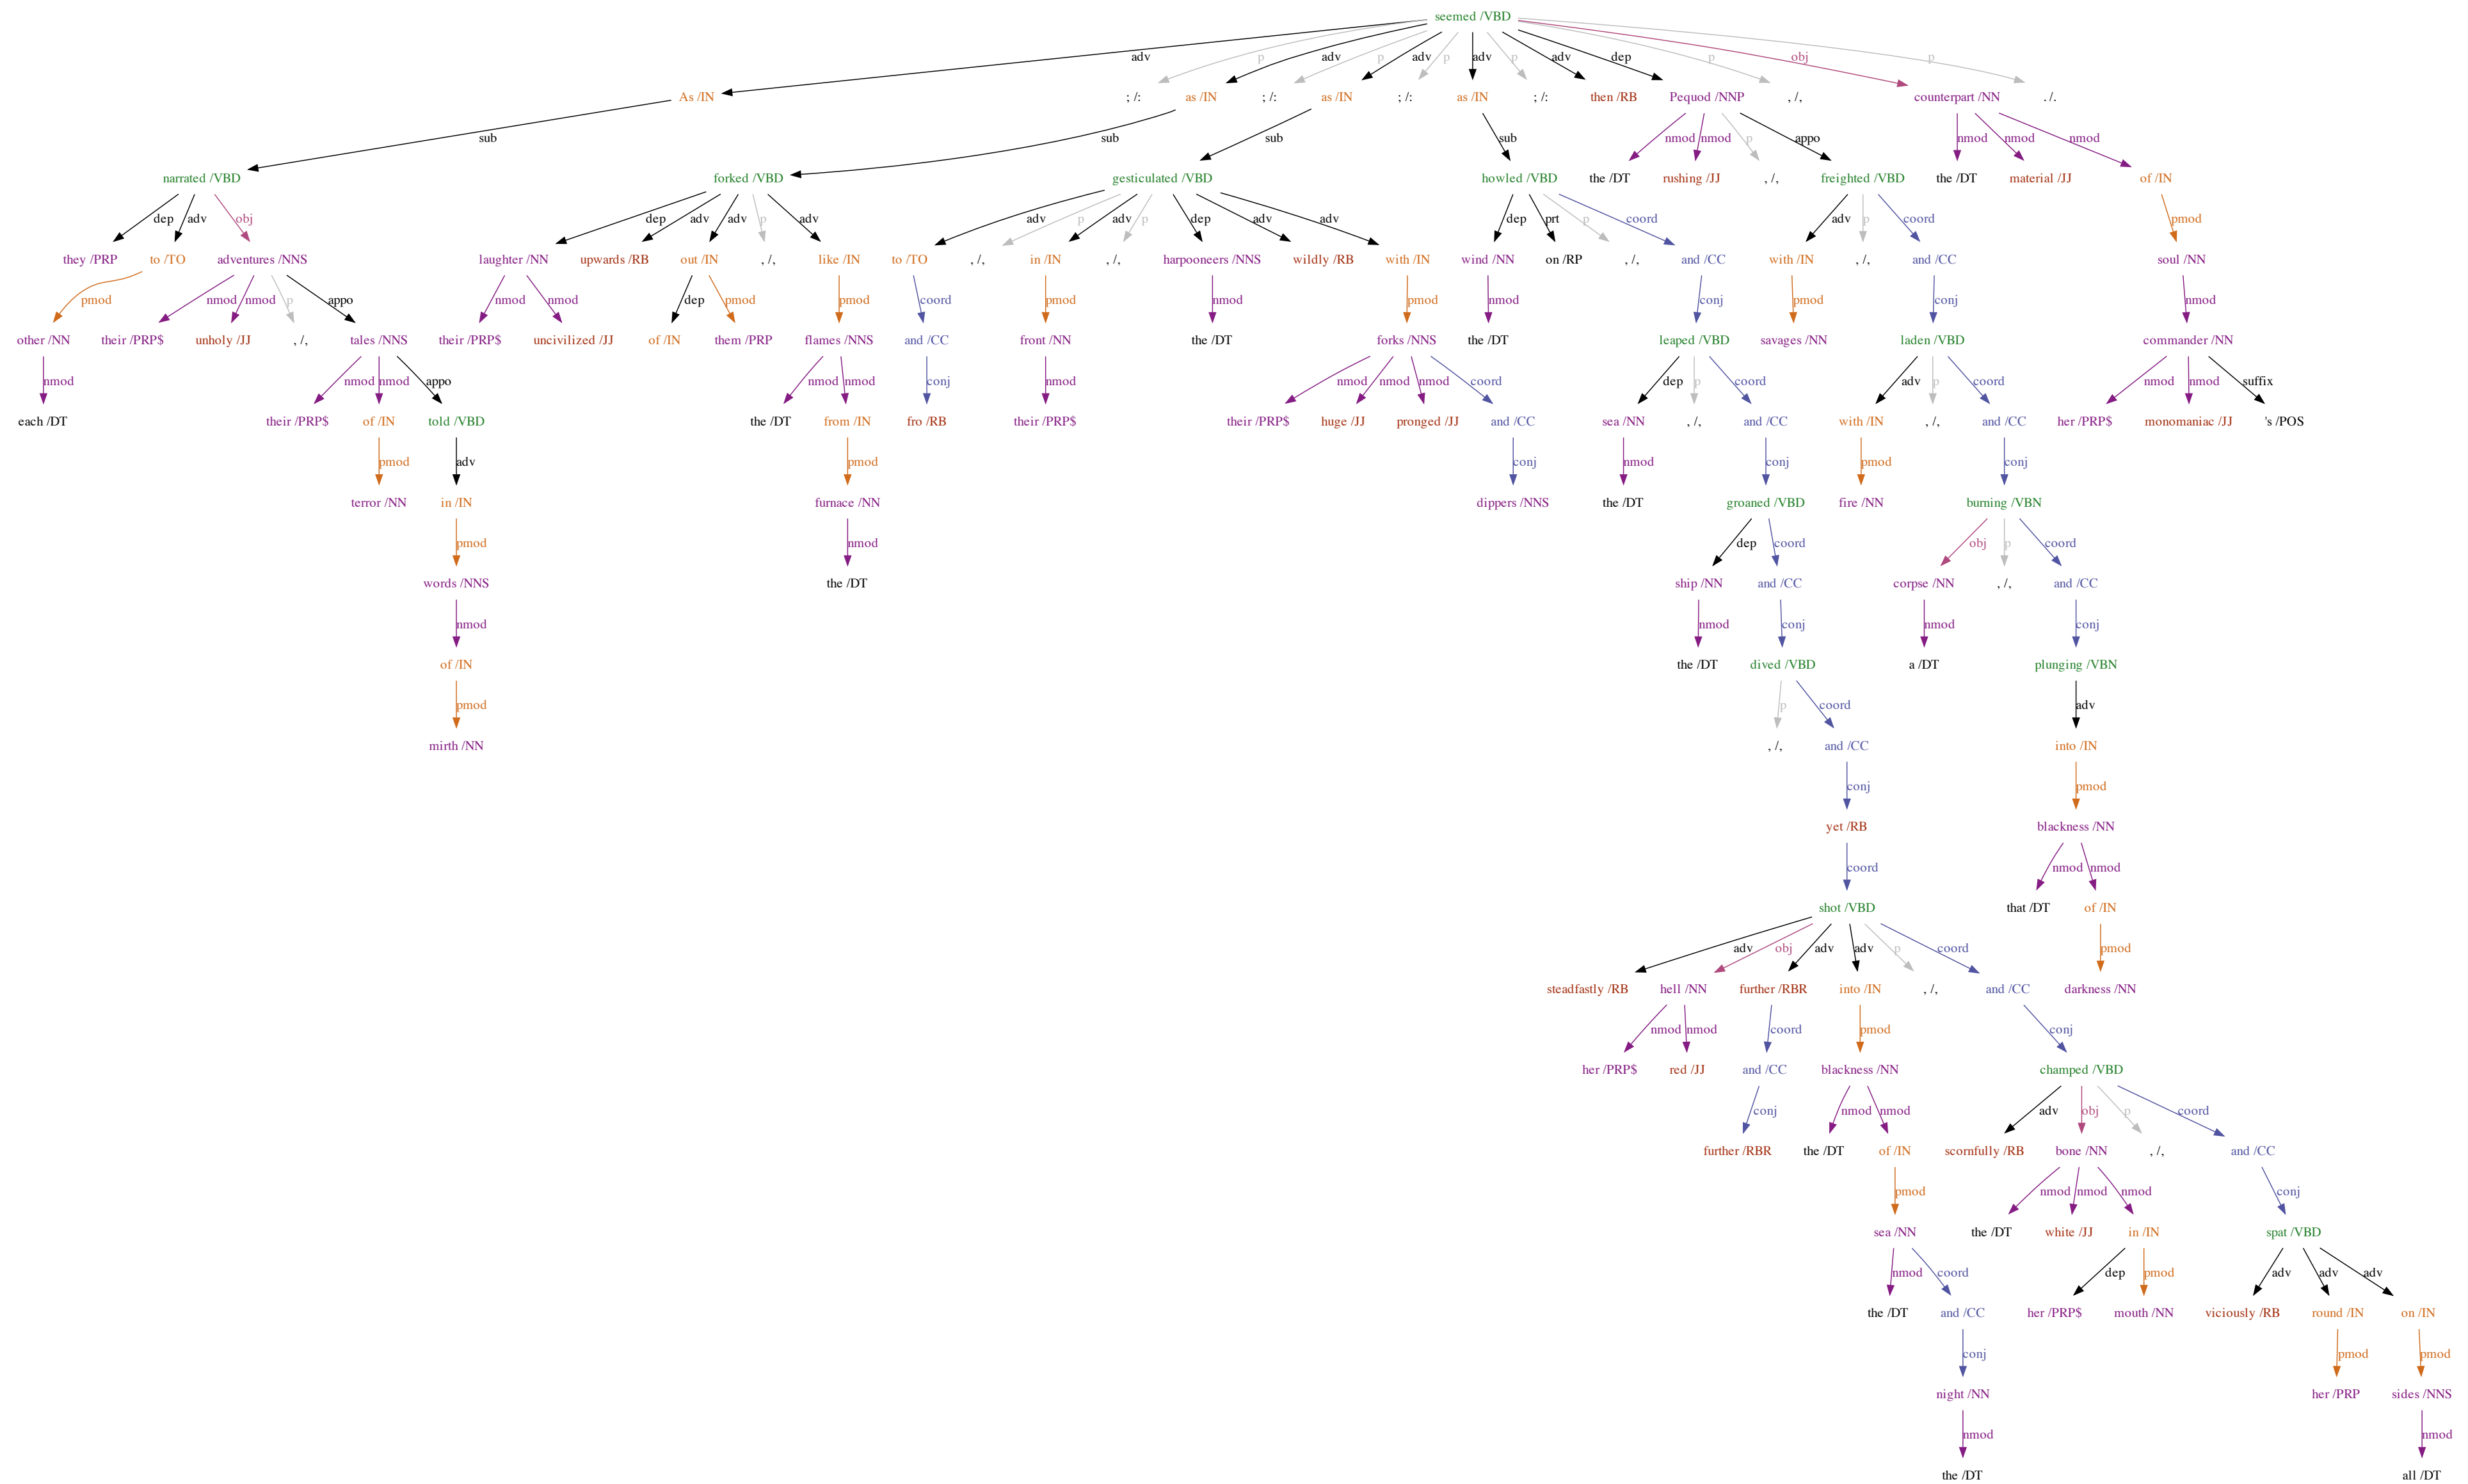 seemed /VBD
adv p adv p adv p adv p adv dep p obj p
As /IN ; /: as /IN ; /: as /IN ; /: as /IN ; /: then /RB Pequod /NNP , /, counterpart /NN . /.
sub sub sub sub nmod nmod p appo nmod nmod nmod
narrated /VBD forked /VBD gesticulated /VBD howled /VBD the /DT rushing /JJ , /, freighted /VBD the /DT material /JJ of /IN
dep adv obj dep adv adv p adv adv p adv p dep adv adv dep prt p coord adv p coord pmod
they /PRP to /TO adventures /NNS laughter /NN upwards /RB out /IN , /, like /IN to /TO , /, in /IN , /, harpooneers /NNS wildly /RB with /IN wind /NN on /RP , /, and /CC with /IN , /, and /CC soul /NN
pmod nmod nmod p appo nmod nmod dep pmod pmod coord pmod nmod pmod nmod conj pmod conj nmod
other /NN their /PRP$ unholy /JJ , /, tales /NNS their /PRP$ uncivilized /JJ of /IN them /PRP flames /NNS and /CC front /NN the /DT forks /NNS the /DT leaped /VBD savages /NN laden /VBD commander /NN
nmod nmod nmod appo nmod nmod conj nmod nmod nmod nmod coord dep p coord adv p coord nmod nmod suffix
each /DT their /PRP$ of /IN told /VBD the /DT from /IN fro /RB their /PRP$ their /PRP$ huge /JJ pronged /JJ and /CC sea /NN , /, and /CC with /IN , /, and /CC her /PRP$ monomaniac /JJ 's /POS
pmod adv pmod conj nmod conj pmod conj
terror /NN in /IN furnace /NN dippers /NNS the /DT groaned /VBD fire /NN burning /VBN
pmod nmod dep coord obj p coord
words /NNS the /DT ship /NN and /CC corpse /NN , /, and /CC
nmod nmod conj nmod conj
of /IN the /DT dived /VBD a /DT plunging /VBN
pmod p coord adv
mirth /NN , /, and /CC into /IN
conj pmod
yet /RB blackness /NN
coord nmod nmod
shot /VBD that /DT of /IN
adv obj adv adv p coord pmod
steadfastly /RB hell /NN further /RBR into /IN , /, and /CC darkness /NN
nmod nmod coord pmod conj
her /PRP$ red /JJ and /CC blackness /NN champed /VBD
conj nmod nmod adv obj p coord
further /RBR the /DT of /IN scornfully /RB bone /NN , /, and /CC
pmod nmod nmod nmod conj
sea /NN the /DT white /JJ in /IN spat /VBD
nmod coord dep pmod adv adv adv
the /DT and /CC her /PRP$ mouth /NN viciously /RB round /IN on /IN
conj pmod pmod
night /NN her /PRP sides /NNS
nmod nmod
the /DT all /DT